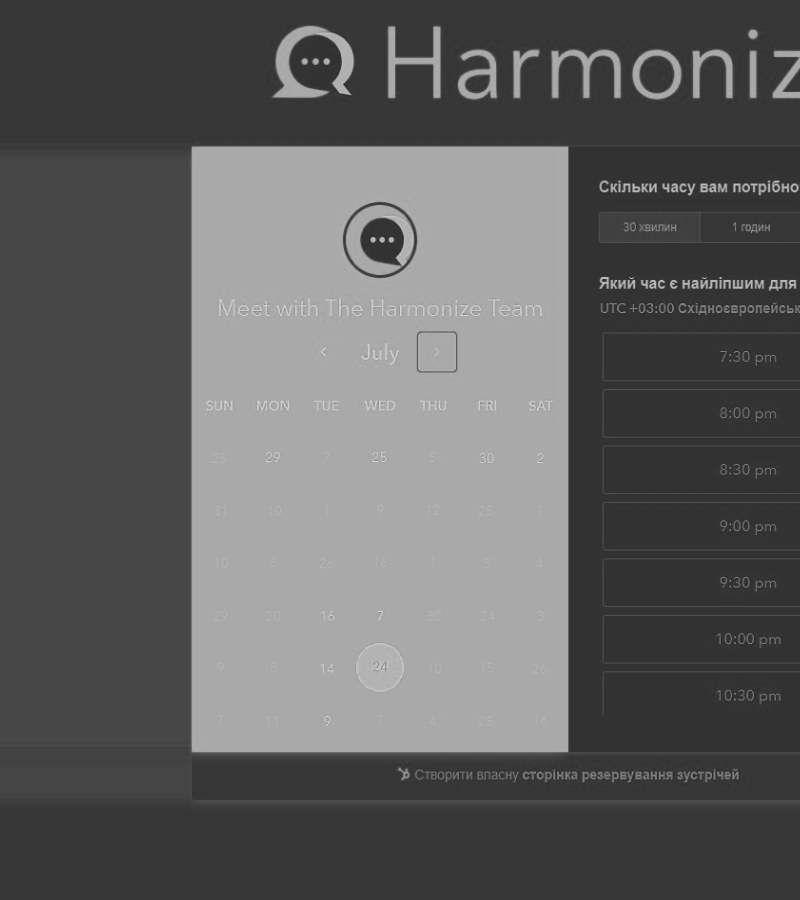 Harmoniz
Meet with The Harmonize Team
July
SUN MON TUE WED THU FRI SAT
25 29 7 25 5 30 2
31 10 1 9 12 25 1
10 5 26 16 1 3 4
29 20 16 7 30 24 3
9 8 14 24 10 15 26
7 11 9 7 4 25 16
Скільки часу вам потрібно
30 хвилин 1 годин
Який час є найліпшим для
UTC +03:00 Східноєвропейськ
7:30 pm
8:00 pm
8:30 pm
9:00 pm
9:30 pm
10:00 pm
10:30 pm
Створити власну сторінка резервування зустрічей